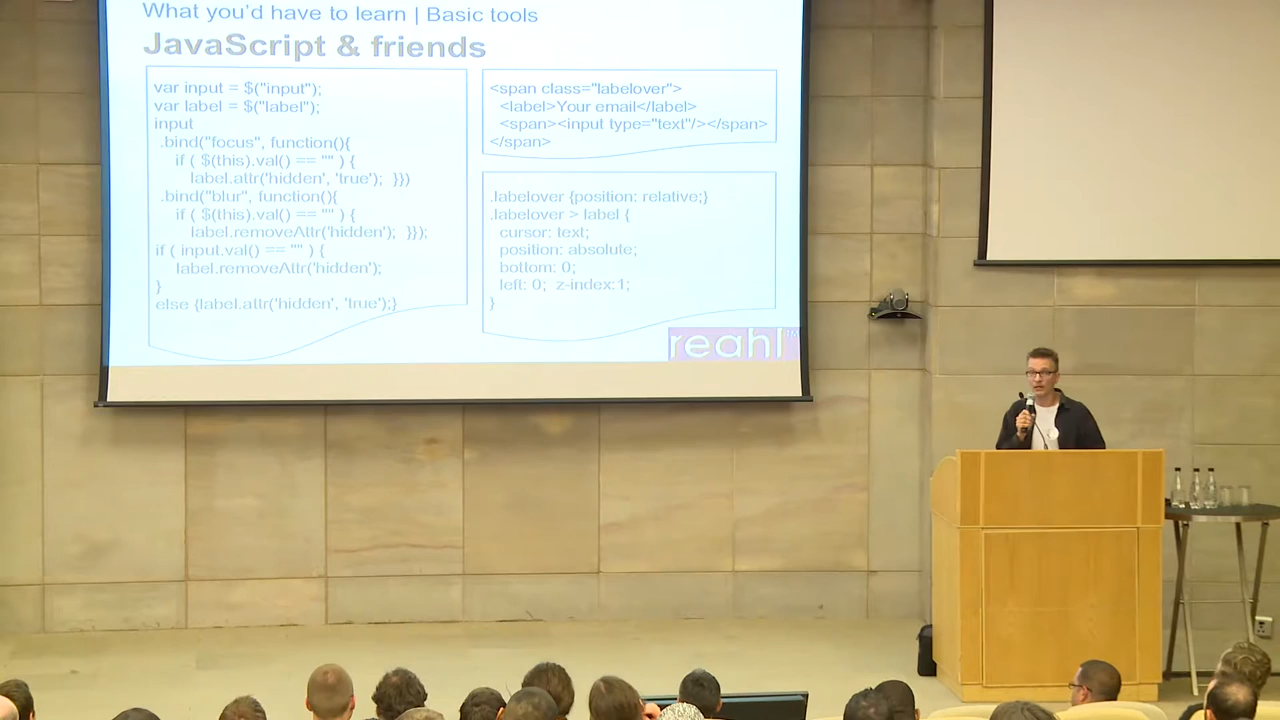 What you'd have to learn | Basic tools
JavaScript & friends
var input = $("input");
var label = $("label");
input
.bind("focus", function(){
if ( $(this).val() == "" ) {
label.attr('hidden', 'true'); }})
.bind("blur", function(){
if ( $(this).val() == "" ) {
label.removeAttr('hidden'); }});
if ( input.val() == "" ) {
label.removeAttr('hidden');
}
else {label.attr('hidden', 'true');}
<span class="labelover">
<label>Your email</label>
<span><input type="text"/></span>
</span>
.labelover {position: relative;}
.labelover > label {
cursor: text;
position: absolute;
bottom: 0;
left: 0; z-index:1;
}
reahl™